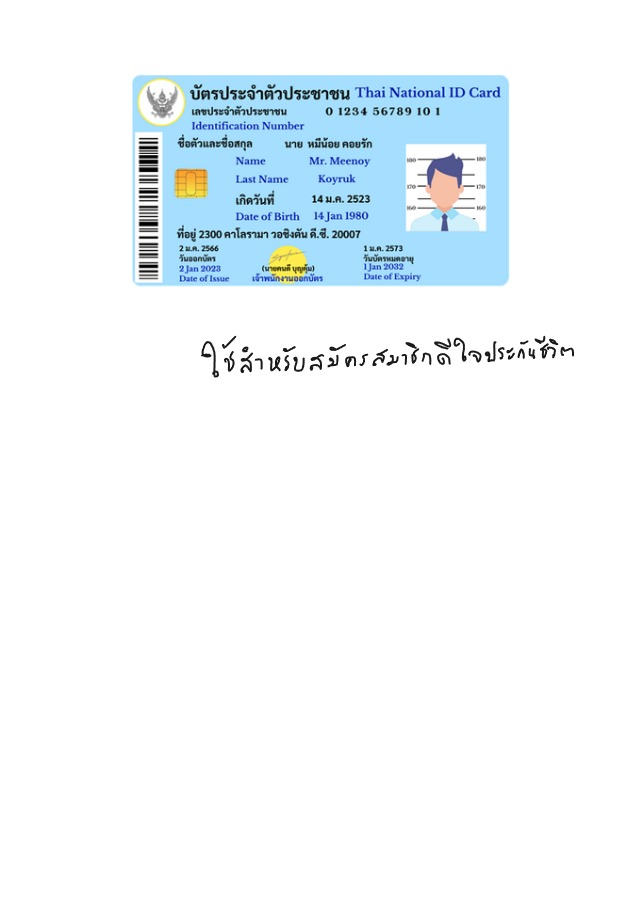 บัตรประจำตัวประชาชน Thai National ID Card
เลขประจำตัวประชาชน 0 1234 56789 10 1
Identification Number
ชื่อตัวและชื่อสกุล นาย หมีน้อย คอยรัก
Name Mr. Meenoy
Last Name Koyruk
เกิดวันที่ 14 ม.ค. 2523
Date of Birth 14 Jan 1980
180 180
170 170
160 160
ที่อยู่ 2300 คาโลรามา วอชิงตัน ดี.ซี. 20007
2 ม.ค. 2566 1 ม.ค. 2573
วันออกบัตร วันบัตรหมดอายุ
2 Jan 2023 (นายคนดี บุญคุ้ม) 1 Jan 2032
Date of Issue เจ้าพนักงานออกบัตร Date of Expiry
ใช้สำหรับสมัครสมาชิกดีใจประกันชีวิต